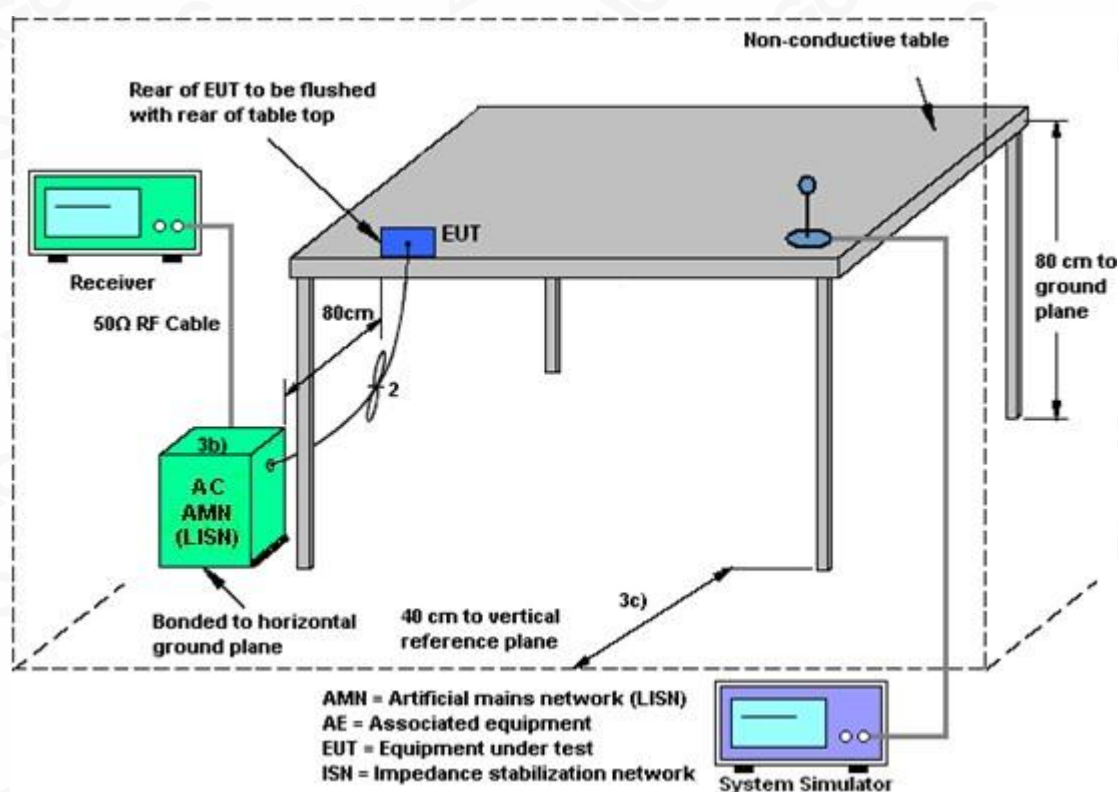 Non-conductive table
Rear of EUT to be flushed
with rear of table top
EUT
Receiver
80 cm to
ground
plane
80cm
50Ω RF Cable
2
3b)
AC
AMN
(LISN)
3c)
Bonded to horizontal
ground plane
40 cm to vertical
reference plane
AMN = Artificial mains network (LISN)
AE = Associated equipment
EUT = Equipment under test
ISN = Impedance stabilization network
System Simulator